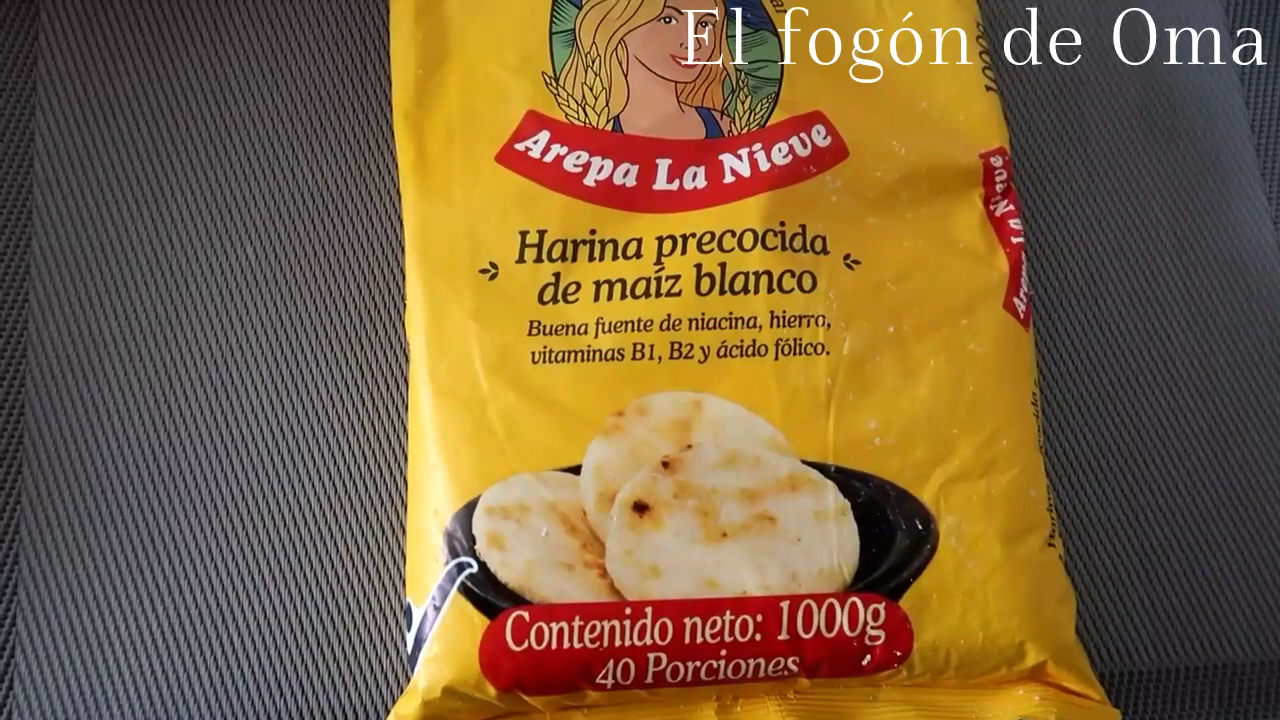 El fogón de Oma
1000g
Arepa La Nieve
Arepa La Nieve
Harina precocida
de maíz blanco
Buena fuente de niacina, hierro,
vitaminas B1, B2 y ácido fólico.
Contenido neto: 1000g
40 Porciones